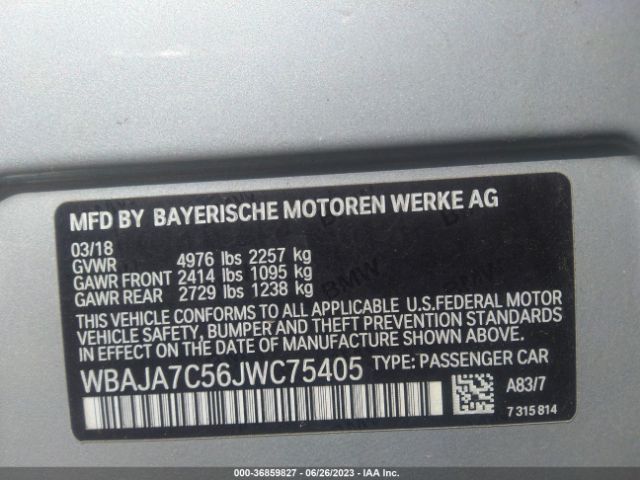 MFD BY BAYERISCHE MOTOREN WERKE AG
03/18
GVWR 4976 lbs 2257 kg
GAWR FRONT 2414 lbs 1095 kg
GAWR REAR 2729 lbs 1238 kg
THIS VEHICLE CONFORMS TO ALL APPLICABLE U.S.FEDERAL MOTOR
VEHICLE SAFETY, BUMPER AND THEFT PREVENTION STANDARDS
IN EFFECT ON THE DATE OF MANUFACTURE SHOWN ABOVE.
WBAJA7C56JWC75405 TYPE: PASSENGER CAR
A83/7
7 315 814
000-36859827 - 06/26/2023 - IAA Inc.